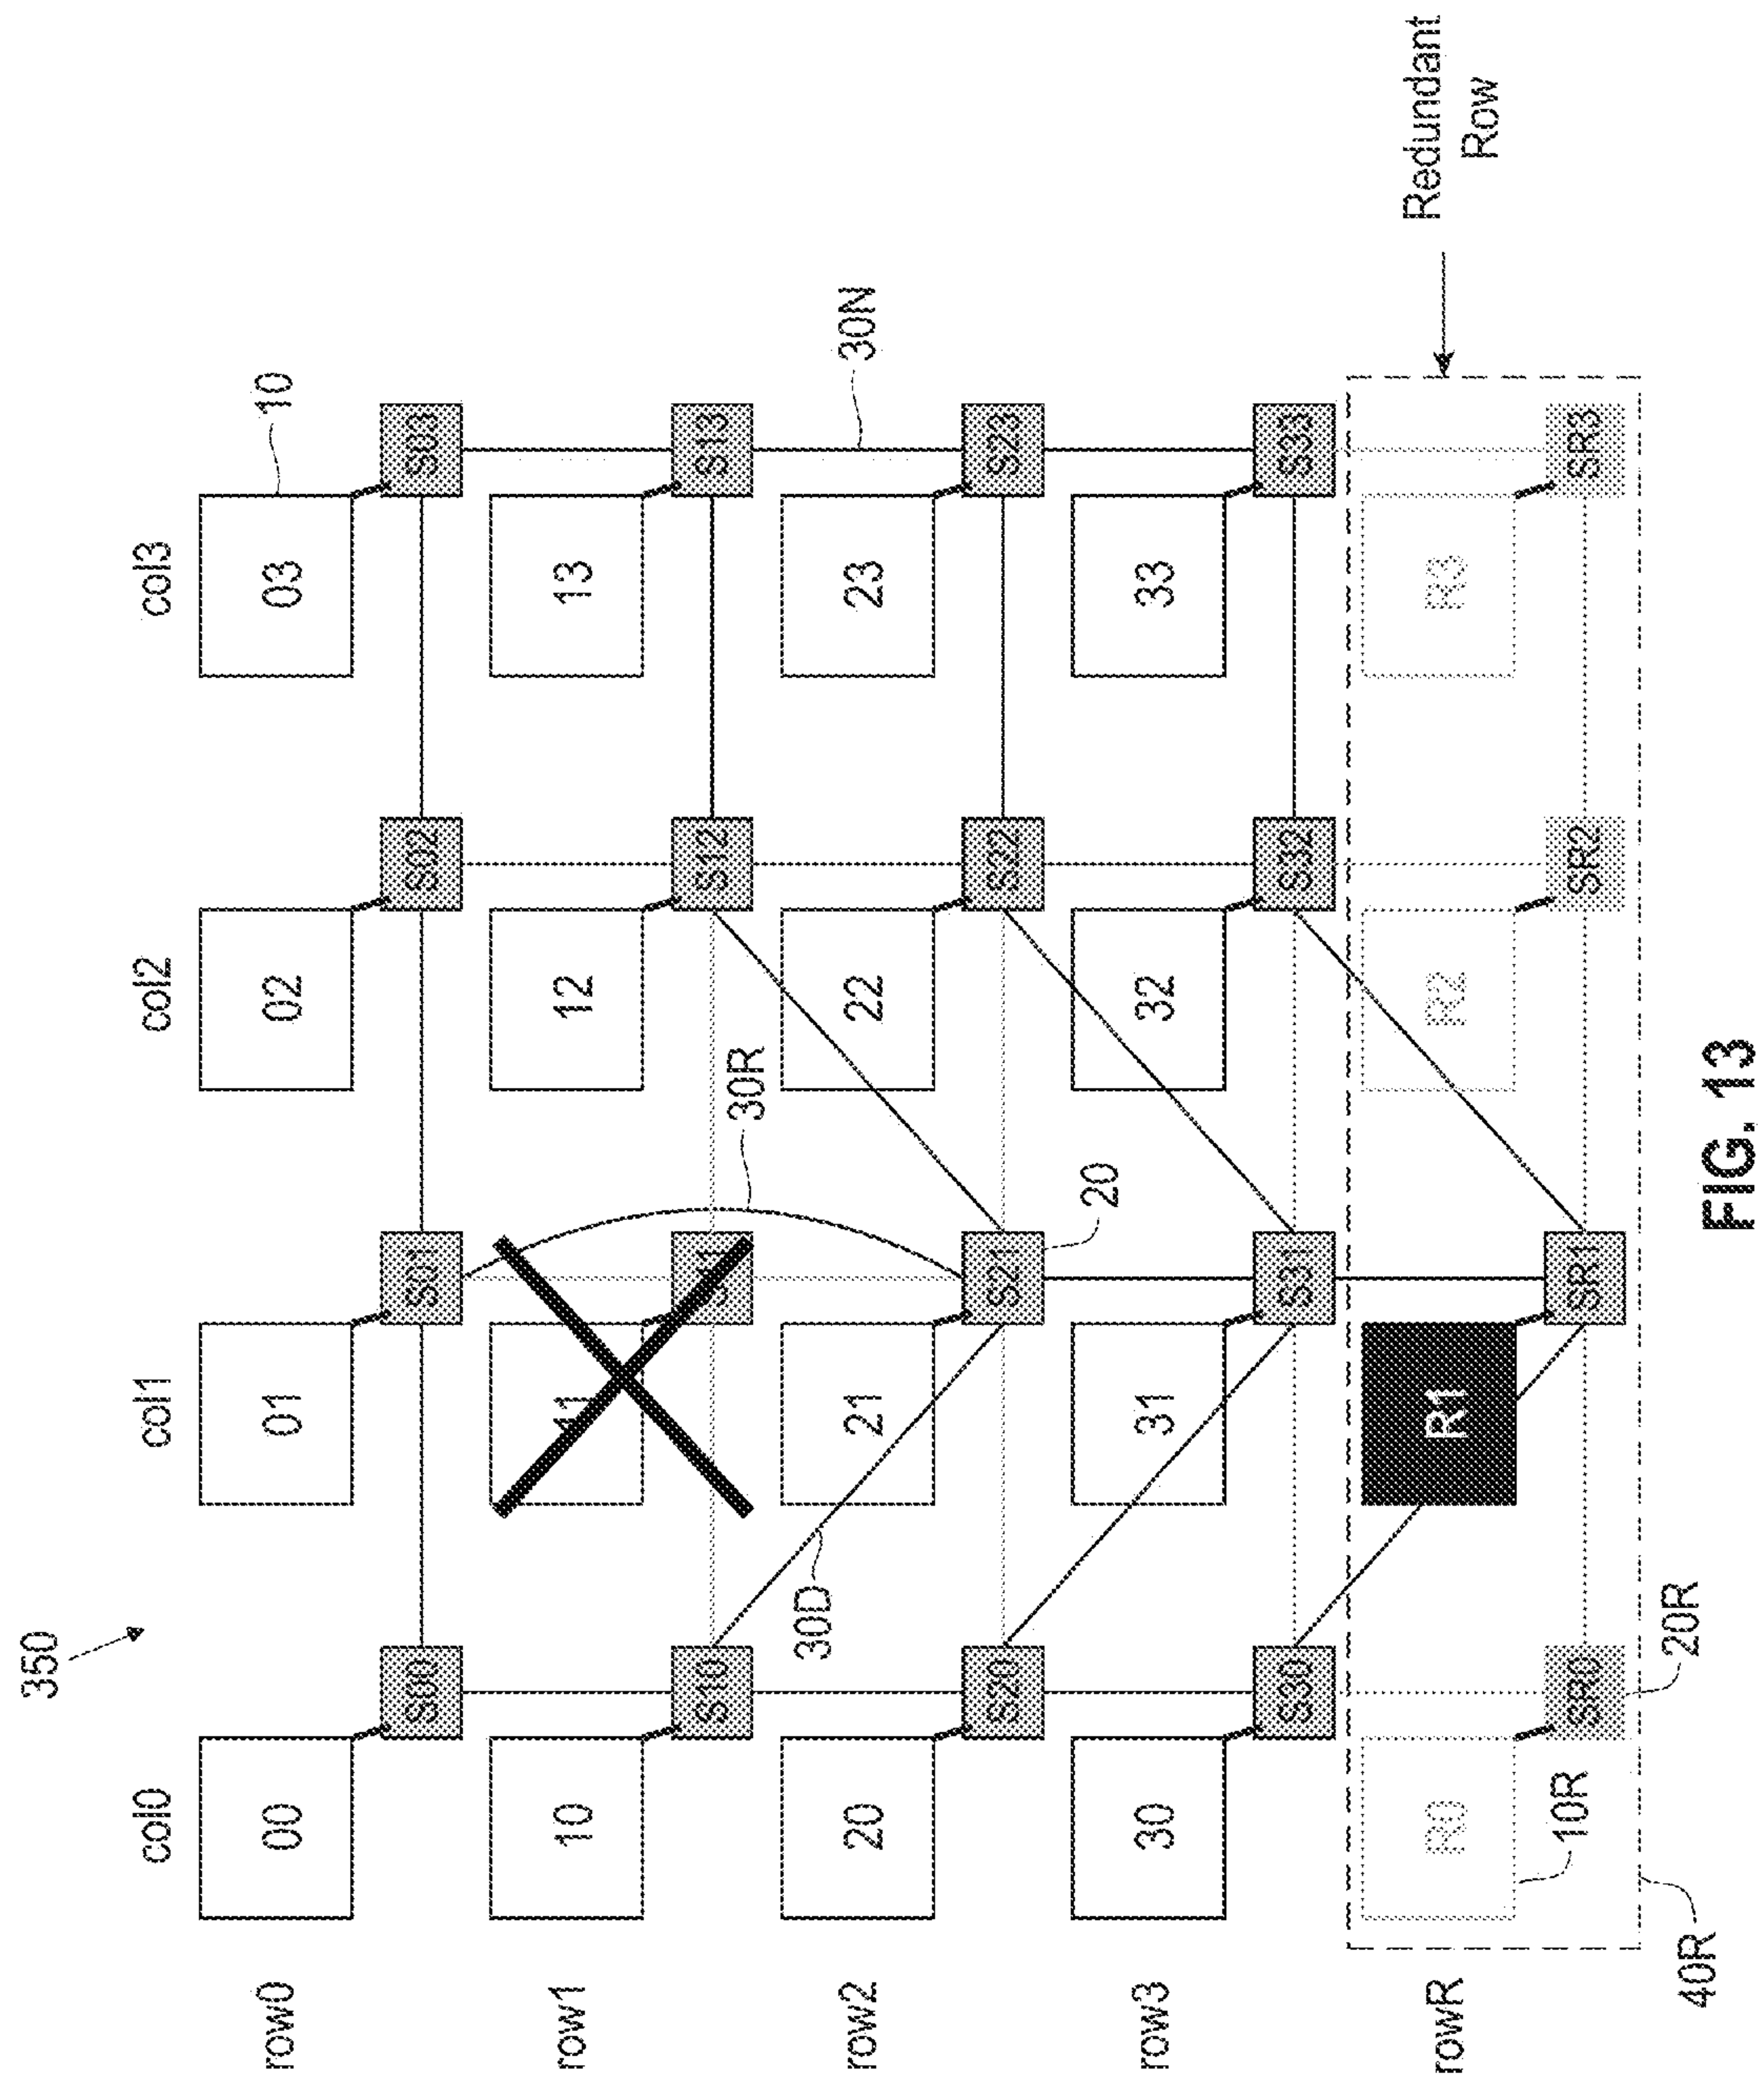 350
col0 col1 col2 col3
row0 00 01 02 03 10
S00 S01 S02 S03
row1 10 11 12 13
S10 S11 S12 S13
30R
30D
30N
row2 20 21 22 23
S20 S21 S22 S23
20
row3 30 31 32 33
S30 S31 S32 S33
rowR R0 R1 R2 R3
Redundant
Row
10R
SR0 SR1 SR2 SR3
20R
40R
FIG. 13